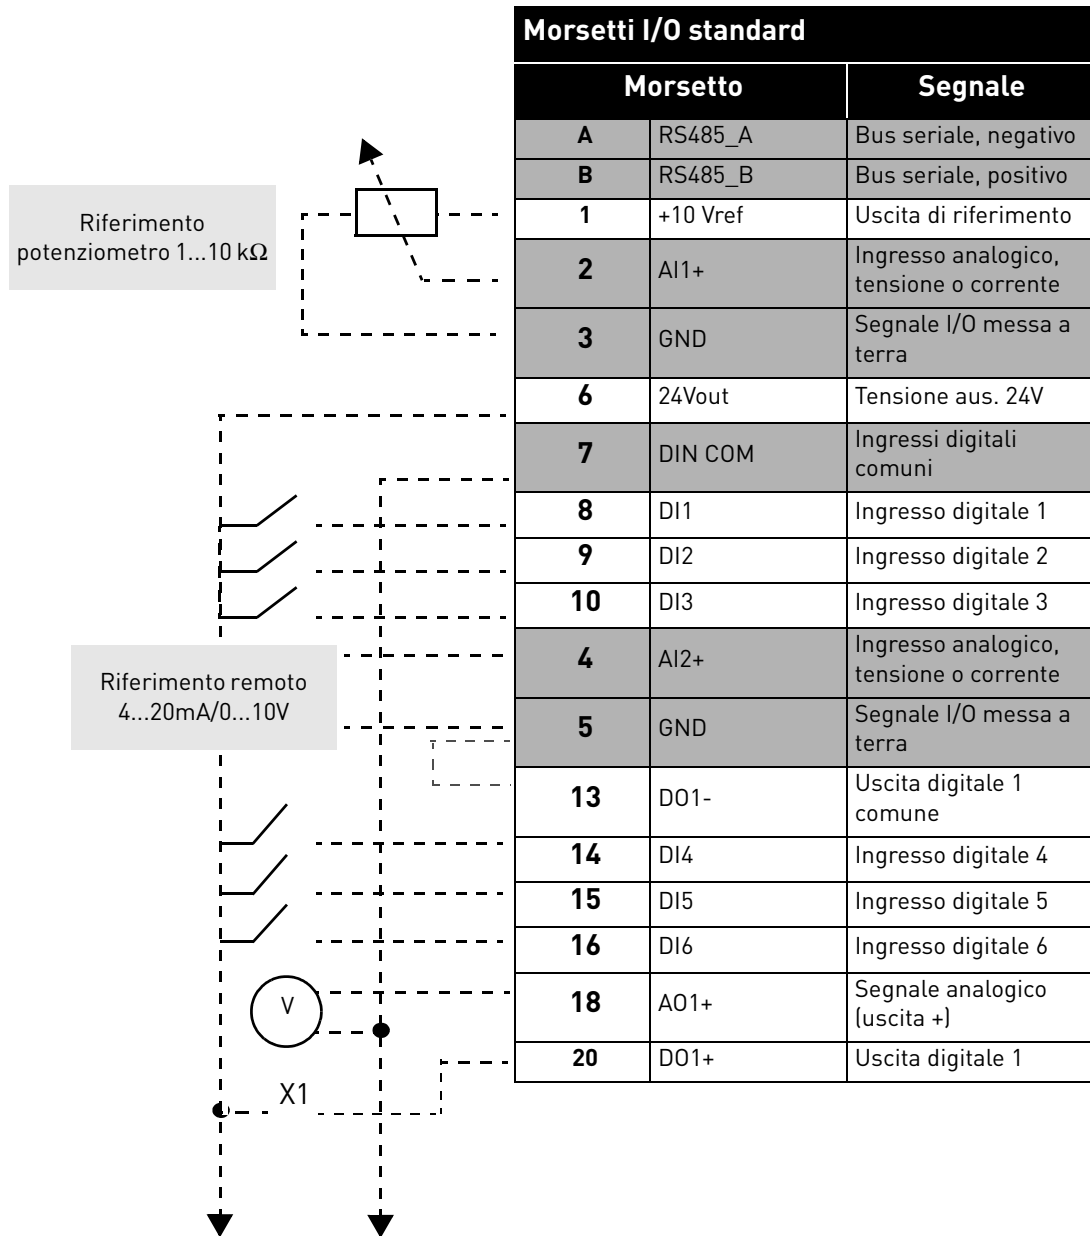 Morsetti I/O standard
Morsetto Segnale
A RS485_A Bus seriale, negativo
B RS485_B Bus seriale, positivo
1 +10 Vref Uscita di riferimento
2 AI1+ Ingresso analogico,
tensione o corrente
3 GND Segnale I/O messa a
terra
6 24Vout Tensione aus. 24V
7 DIN COM Ingressi digitali
comuni
8 DI1 Ingresso digitale 1
9 DI2 Ingresso digitale 2
10 DI3 Ingresso digitale 3
4 AI2+ Ingresso analogico,
tensione o corrente
5 GND Segnale I/O messa a
terra
13 DO1- Uscita digitale 1
comune
14 DI4 Ingresso digitale 4
15 DI5 Ingresso digitale 5
16 DI6 Ingresso digitale 6
18 AO1+ Segnale analogico
(uscita +)
20 DO1+ Uscita digitale 1
Riferimento
potenziometro 1...10 kΩ
Riferimento remoto
4...20mA/0...10V
V
X1